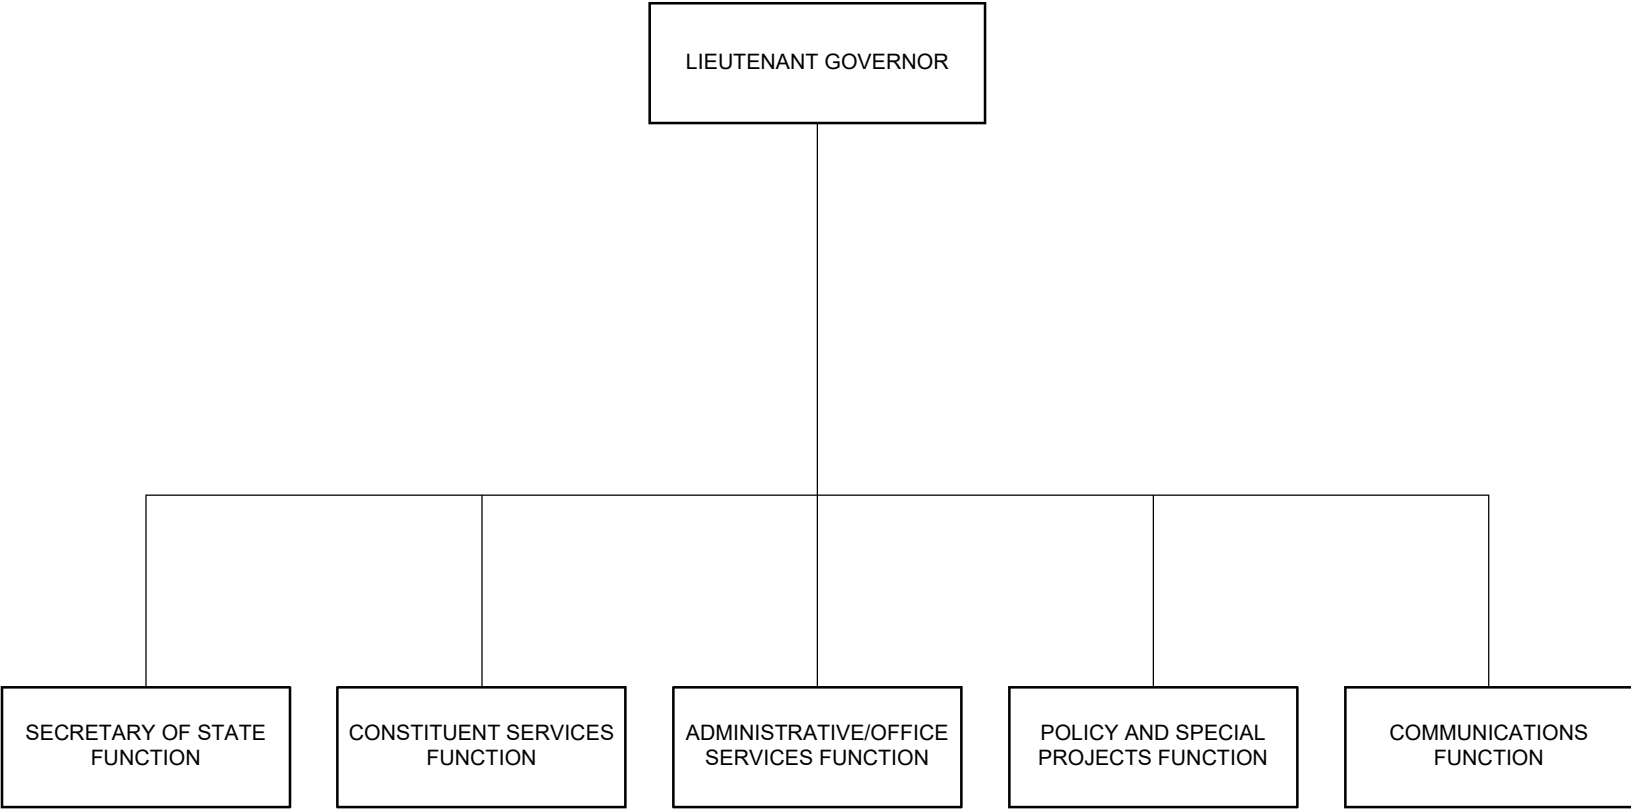 LIEUTENANT GOVERNOR
SECRETARY OF STATE
FUNCTION
CONSTITUENT SERVICES
FUNCTION
ADMINISTRATIVE/OFFICE
SERVICES FUNCTION
POLICY AND SPECIAL
PROJECTS FUNCTION
COMMUNICATIONS
FUNCTION